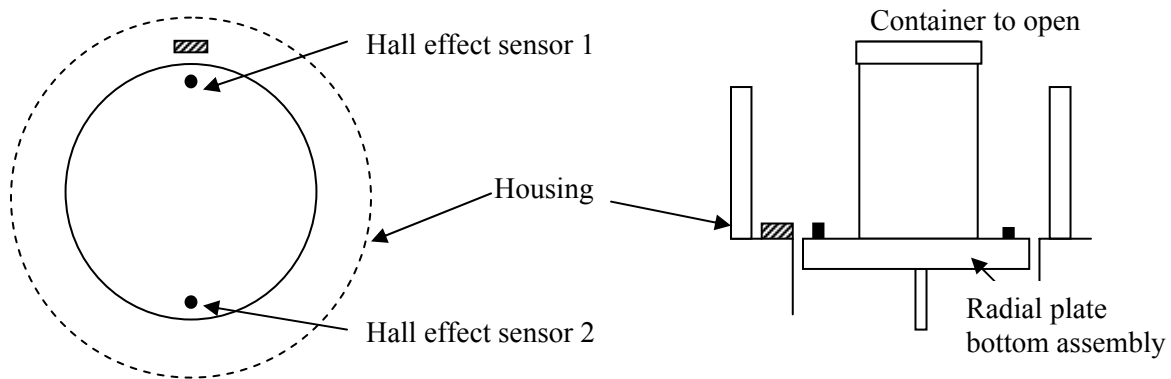 Hall effect sensor 1
Housing
Hall effect sensor 2
Container to open
Radial plate
bottom assembly